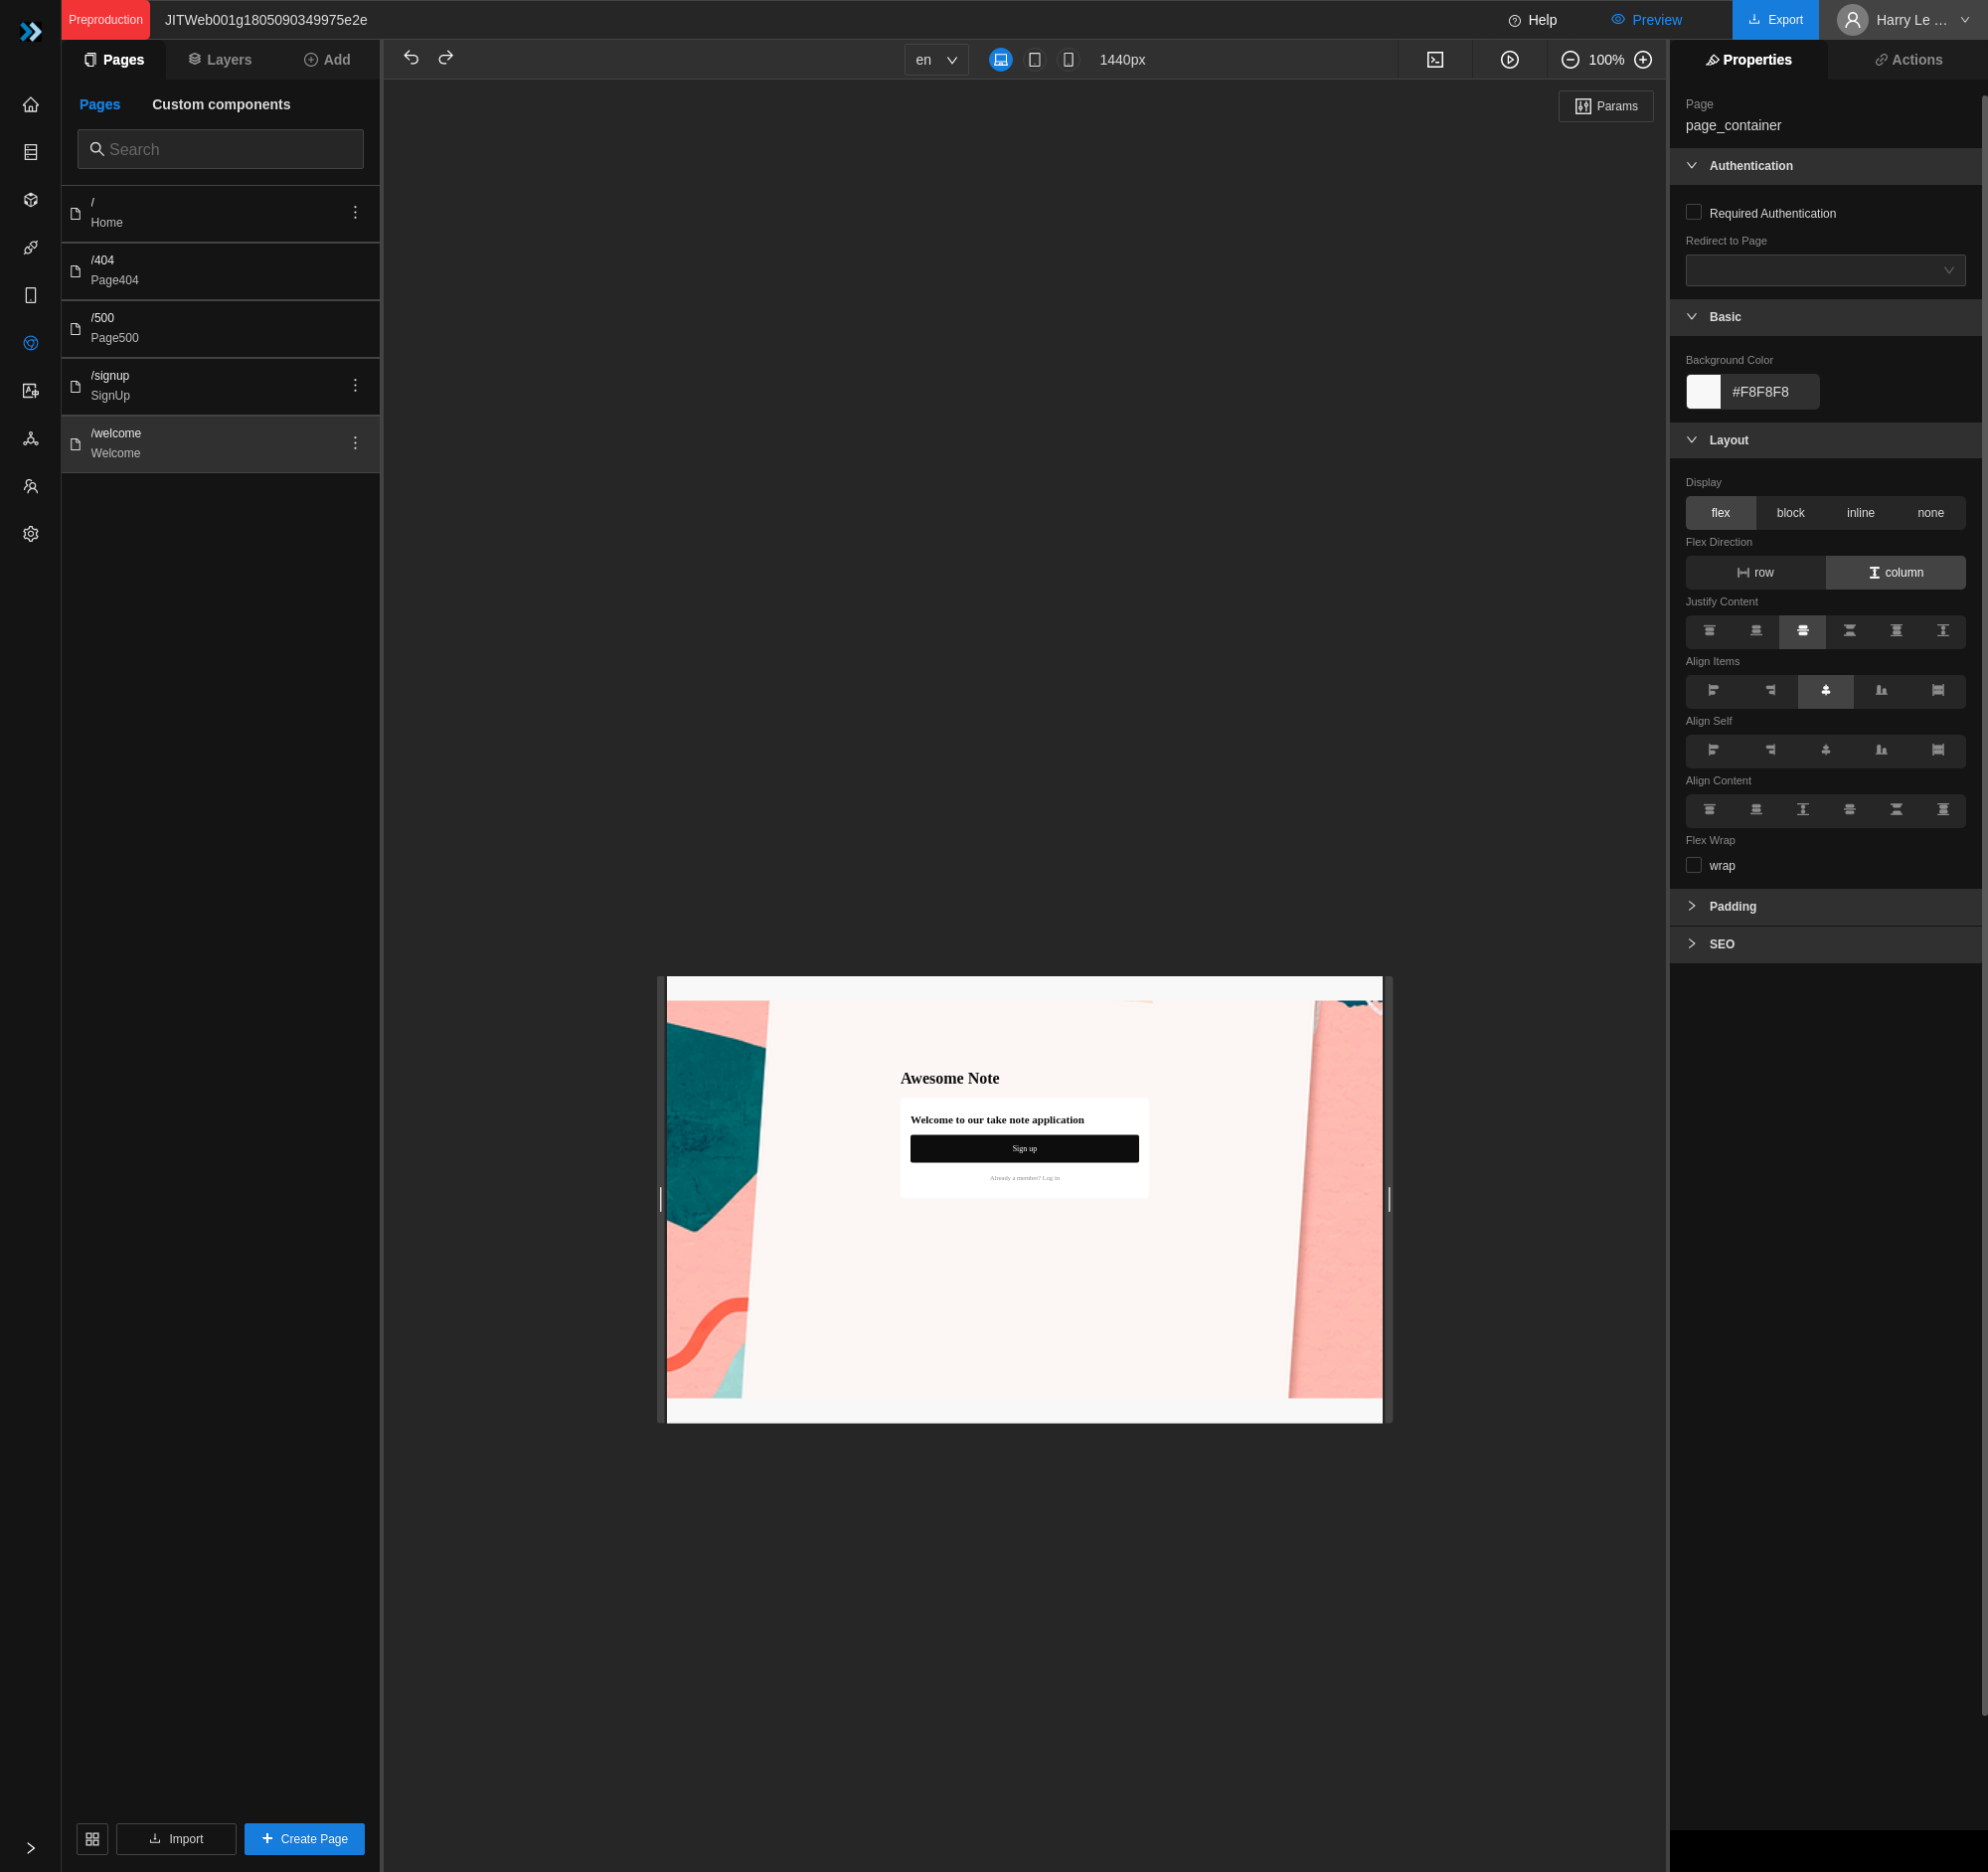 Preproduction
JITWeb001g1805090349975e2e
Help
Preview
Export
Harry Le ...
Pages
Layers
Add
en
1440px
100%
Properties
Actions
Pages
Custom components
Search
/
Home
/404
Page404
/500
Page500
/signup
SignUp
/welcome
Welcome
Import
Create Page
Params
Awesome Note
Welcome to our take note application
Sign up
Already a member? Log in
Page
page_container
Authentication
Required Authentication
Redirect to Page
Basic
Background Color
#F8F8F8
Layout
Display
flex
block
inline
none
Flex Direction
row
column
Justify Content
Align Items
Align Self
Align Content
Flex Wrap
wrap
Padding
SEO